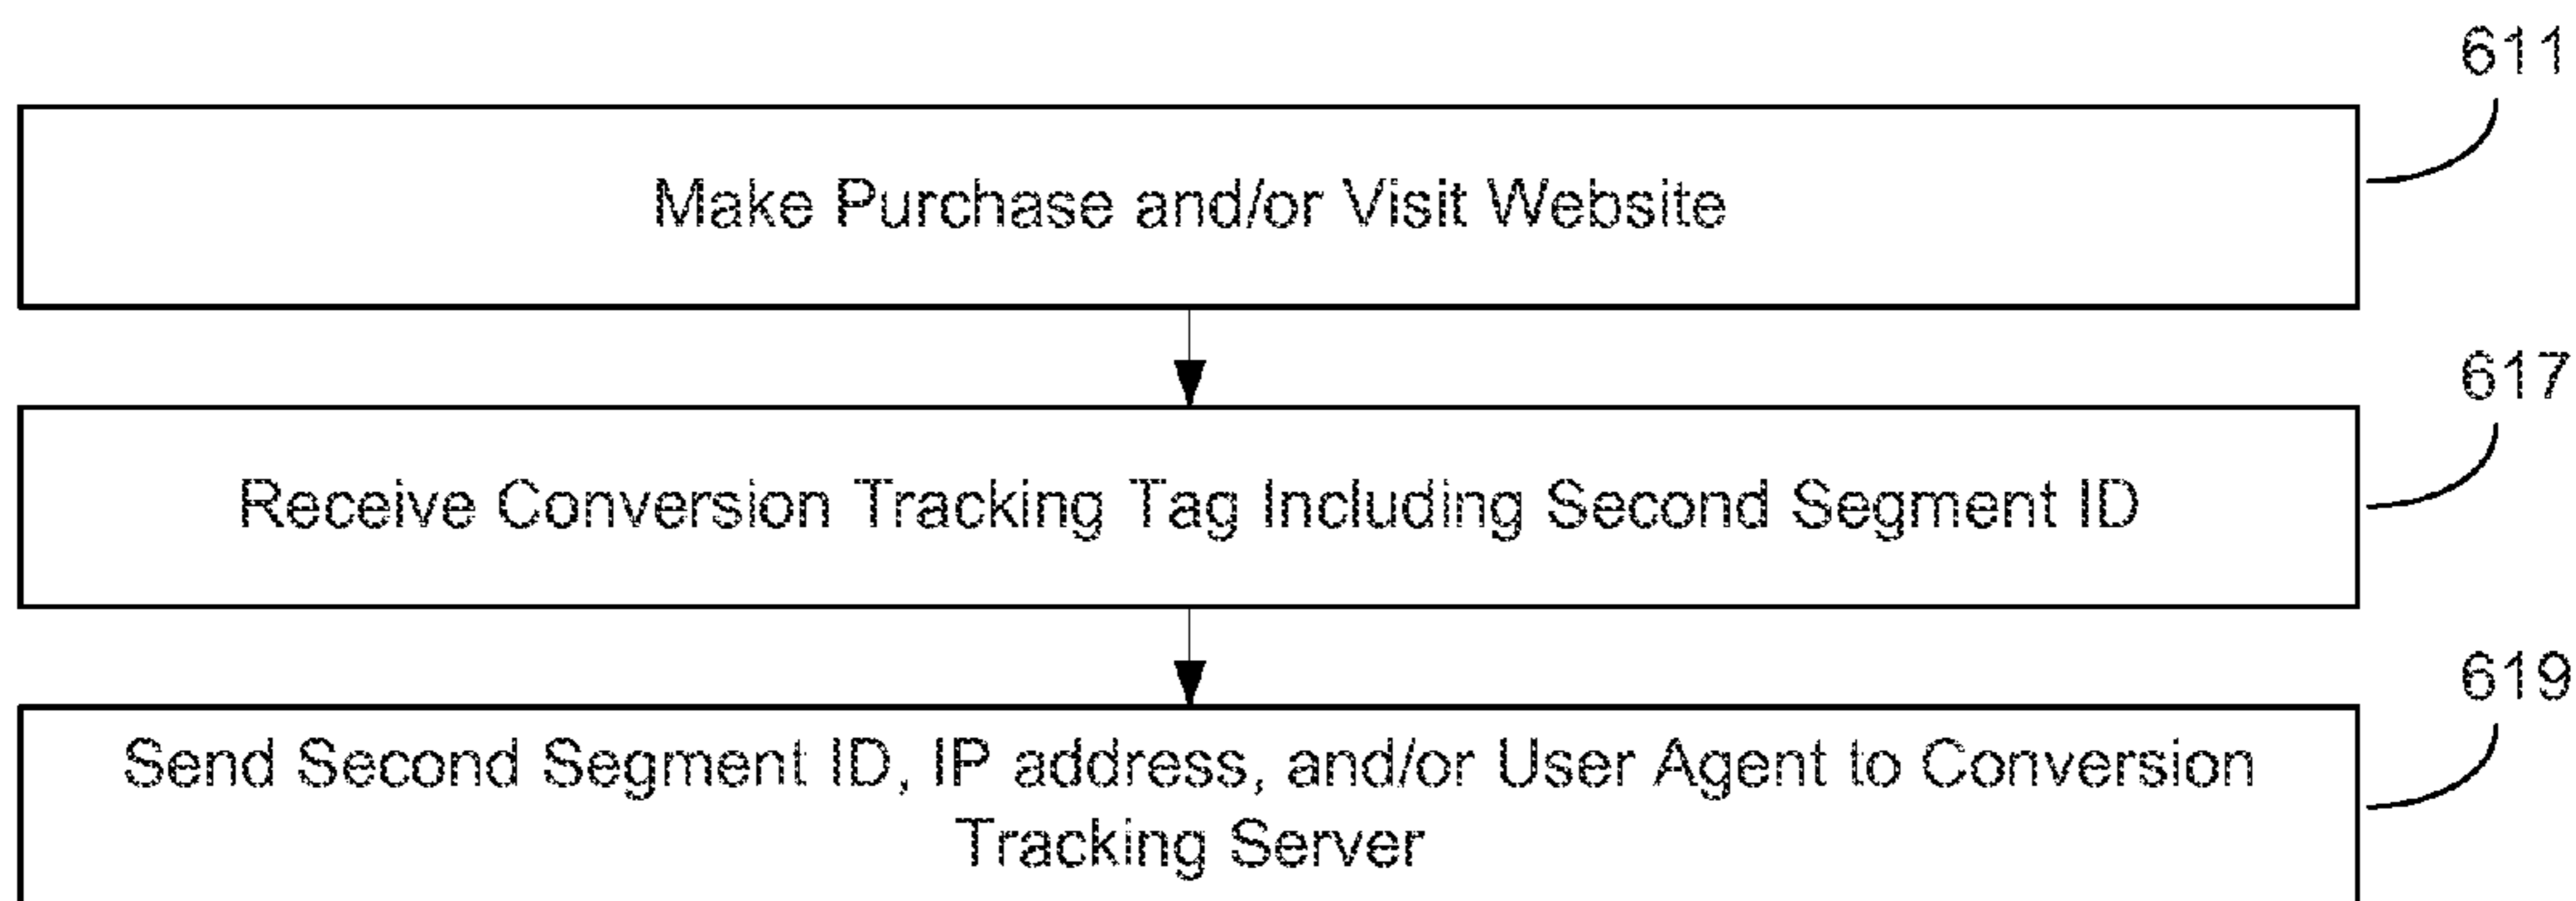 611
Make Purchase and/or Visit Website
617
Receive Conversion Tracking Tag Including Second Segment ID
619
Send Second Segment ID, IP address, and/or User Agent to Conversion
Tracking Server